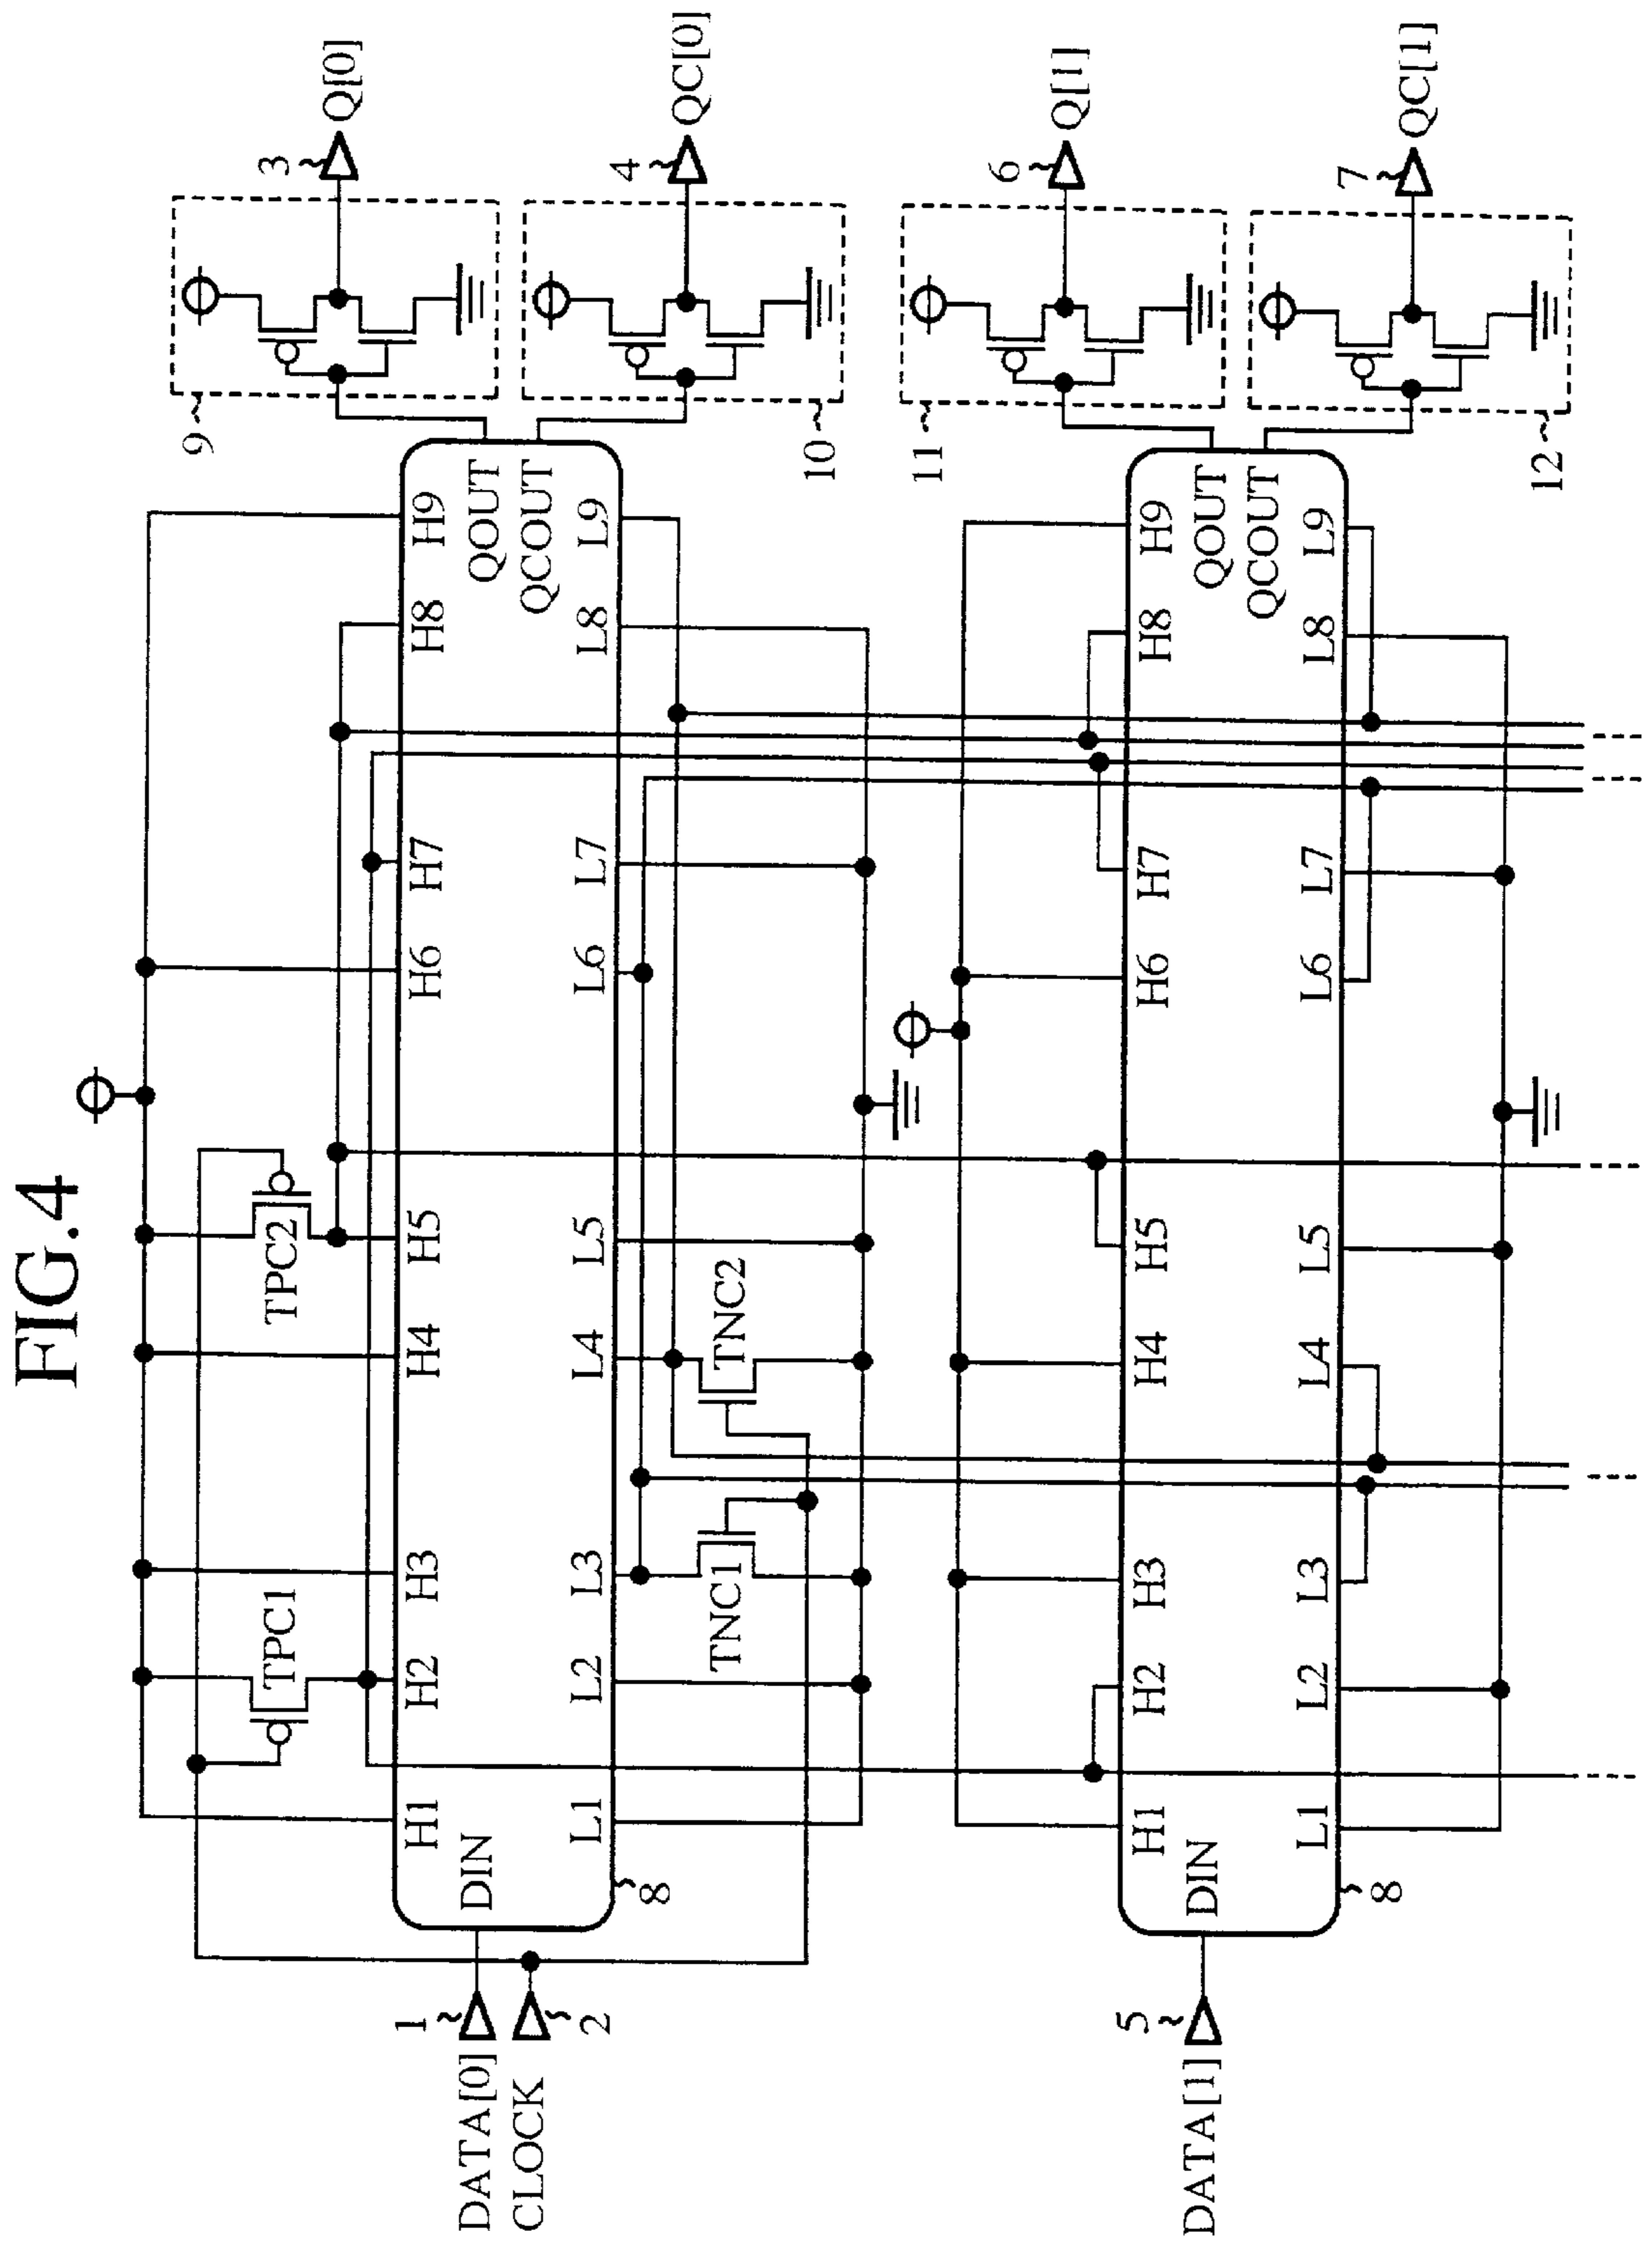 FIG.4
TPC1
TPC2
H1 H2 H3 H4 H5 H6 H7 H8 H9
DATA[0] 1 DIN
CLOCK 2
QOUT
QCOUT
L1 L2 L3 L4 L5 L6 L7 L8 L9
8
TNC1
TNC2
9
3 Q[0]
10
4 QC[0]
H1 H2 H3 H4 H5 H6 H7 H8 H9
DATA[1] 5 DIN
QOUT
QCOUT
L1 L2 L3 L4 L5 L6 L7 L8 L9
8
11
6 Q[1]
12
7 QC[1]